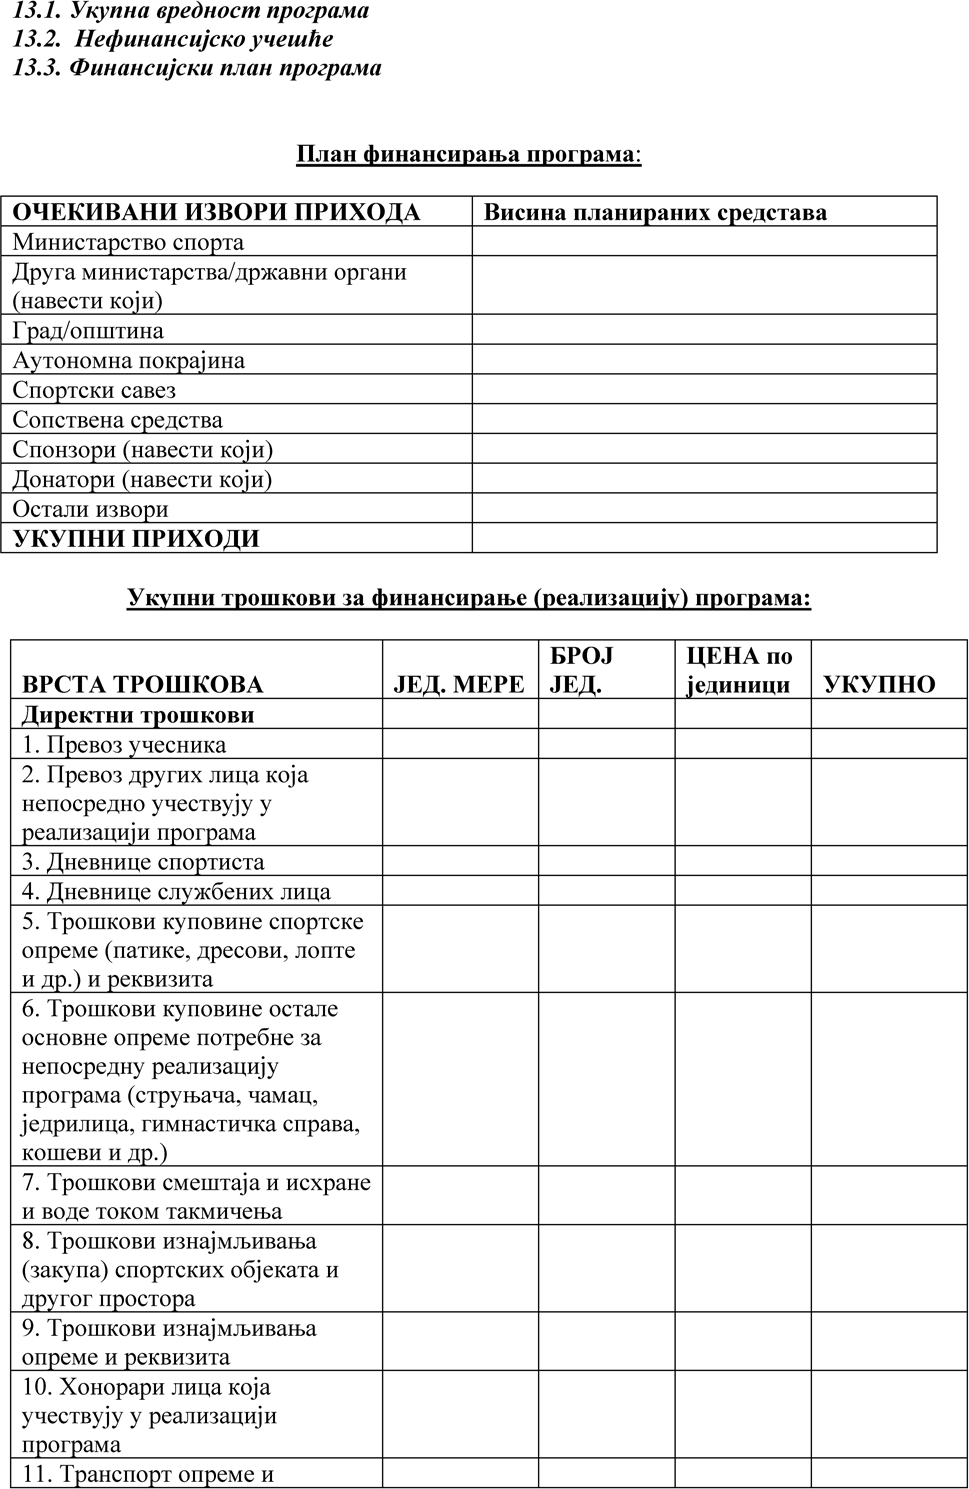 13.1. Укупна вредност програма
13.2. Нефинансијско учешће
13.3. Финансијски план програма
План финансирања програма:
ОЧЕКИВАНИ ИЗВОРИ ПРИХОДА Висина планираних средстава
Министарство спорта
Друга министарства/државни органи
(навести који)
Град/општина
Аутономна покрајина
Спортски савез
Сопствена средства
Спонзори (навести који)
Донатори (навести који)
Остали извори
УКУПНИ ПРИХОДИ
Укупни трошкови за финансирање (реализацију) програма:
ВРСТА ТРОШКОВА
ЈЕД. МЕРЕ
БРОЈ
ЈЕД.
ЦЕНА по
јединици
УКУПНО
Директни трошкови
1. Превоз учесника
2. Превоз других лица која
непосредно учествују у
реализацији програма
3. Дневнице спортиста
4. Дневнице службених лица
5. Трошкови куповине спортске
опреме (патике, дресови, лопте
и др.) и реквизита
6. Трошкови куповине остале
основне опреме потребне за
непосредну реализацију
програма (струњача, чамац,
једрилица, гимнастичка справа,
кошеви и др.)
7. Трошкови смештаја и исхране
и воде током такмичења
8. Трошкови изнајмљивања
(закупа) спортских објеката и
другог простора
9. Трошкови изнајмљивања
опреме и реквизита
10. Хонорари лица која
учествују у реализацији
програма
11. Транспорт опреме и